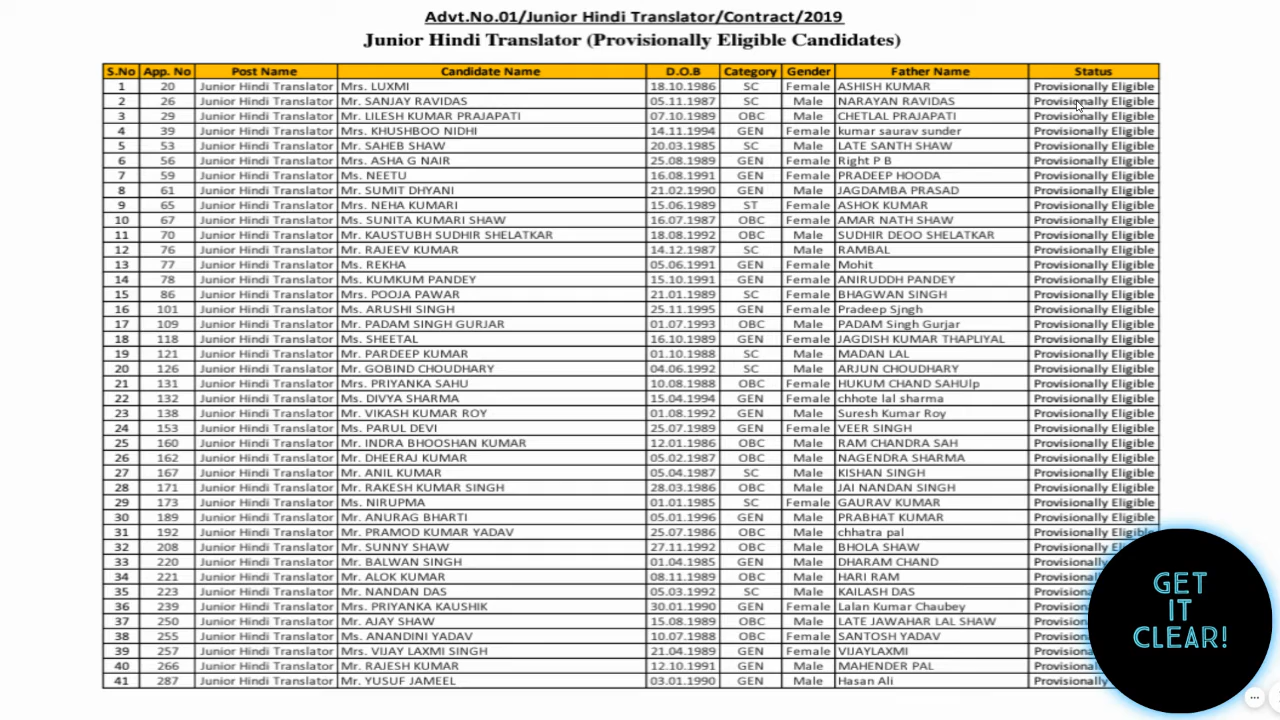 Advt.No.01/Junior Hindi Translator/Contract/2019
Junior Hindi Translator (Provisionally Eligible Candidates)
S.No App. No Post Name Candidate Name D.O.B Category Gender Father Name Status
1 20 Junior Hindi Translator Mrs. LUXMI 18.10.1986 SC Female ASHISH KUMAR Provisionally Eligible
2 26 Junior Hindi Translator Mr. SANJAY RAVIDAS 05.11.1987 SC Male NARAYAN RAVIDAS Provisionally Eligible
3 29 Junior Hindi Translator Mr. LILESH KUMAR PRAJAPATI 07.10.1989 OBC Male CHETLAL PRAJAPATI Provisionally Eligible
4 39 Junior Hindi Translator Mrs. KHUSHBOO NIDHI 14.11.1994 GEN Female kumar saurav sunder Provisionally Eligible
5 53 Junior Hindi Translator Mr. SAHEB SHAW 20.03.1985 SC Male LATE SANTH SHAW Provisionally Eligible
6 56 Junior Hindi Translator Mrs. ASHA G NAIR 25.08.1989 GEN Female Right P B Provisionally Eligible
7 59 Junior Hindi Translator Ms. NEETU 16.08.1991 GEN Female PRADEEP HOODA Provisionally Eligible
8 61 Junior Hindi Translator Mr. SUMIT DHYANI 21.02.1990 GEN Male JAGDAMBA PRASAD Provisionally Eligible
9 65 Junior Hindi Translator Mrs. NEHA KUMARI 15.06.1989 ST Female ASHOK KUMAR Provisionally Eligible
10 67 Junior Hindi Translator Ms. SUNITA KUMARI SHAW 16.07.1987 OBC Female AMAR NATH SHAW Provisionally Eligible
11 70 Junior Hindi Translator Mr. KAUSTUBH SUDHIR SHELATKAR 18.08.1992 OBC Male SUDHIR DEOO SHELATKAR Provisionally Eligible
12 76 Junior Hindi Translator Mr. RAJEEV KUMAR 14.12.1987 SC Male RAMBAL Provisionally Eligible
13 77 Junior Hindi Translator Ms. REKHA 05.06.1991 GEN Female Mohit Provisionally Eligible
14 78 Junior Hindi Translator Ms. KUMKUM PANDEY 15.10.1991 GEN Female ANIRUDDH PANDEY Provisionally Eligible
15 86 Junior Hindi Translator Mrs. POOJA PAWAR 21.01.1989 SC Female BHAGWAN SINGH Provisionally Eligible
16 101 Junior Hindi Translator Ms. ARUSHI SINGH 25.11.1995 GEN Female Pradeep Sjngh Provisionally Eligible
17 109 Junior Hindi Translator Mr. PADAM SINGH GURJAR 01.07.1993 OBC Male PADAM Singh Gurjar Provisionally Eligible
18 118 Junior Hindi Translator Ms. SHEETAL 16.10.1989 GEN Female JAGDISH KUMAR THAPLIYAL Provisionally Eligible
19 121 Junior Hindi Translator Mr. PARDEEP KUMAR 01.10.1988 SC Male MADAN LAL Provisionally Eligible
20 126 Junior Hindi Translator Mr. GOBIND CHOUDHARY 04.06.1992 SC Male ARJUN CHOUDHARY Provisionally Eligible
21 131 Junior Hindi Translator Mrs. PRIYANKA SAHU 10.08.1988 OBC Female HUKUM CHAND SAHUlp Provisionally Eligible
22 132 Junior Hindi Translator Ms. DIVYA SHARMA 15.04.1994 GEN Female chhote lal sharma Provisionally Eligible
23 138 Junior Hindi Translator Mr. VIKASH KUMAR ROY 01.08.1992 GEN Male Suresh Kumar Roy Provisionally Eligible
24 153 Junior Hindi Translator Ms. PARUL DEVI 25.07.1989 GEN Female VEER SINGH Provisionally Eligible
25 160 Junior Hindi Translator Mr. INDRA BHOOSHAN KUMAR 12.01.1986 OBC Male RAM CHANDRA SAH Provisionally Eligible
26 162 Junior Hindi Translator Mr. DHEERAJ KUMAR 05.02.1987 OBC Male NAGENDRA SHARMA Provisionally Eligible
27 167 Junior Hindi Translator Mr. ANIL KUMAR 05.04.1987 SC Male KISHAN SINGH Provisionally Eligible
28 171 Junior Hindi Translator Mr. RAKESH KUMAR SINGH 28.03.1986 OBC Male JAI NANDAN SINGH Provisionally Eligible
29 173 Junior Hindi Translator Ms. NIRUPMA 01.01.1985 SC Female GAURAV KUMAR Provisionally Eligible
30 189 Junior Hindi Translator Mr. ANURAG BHARTI 05.01.1996 GEN Male PRABHAT KUMAR Provisionally Eligible
31 192 Junior Hindi Translator Mr. PRAMOD KUMAR YADAV 25.07.1986 OBC Male chhatra pal Provisionally Eligible
32 208 Junior Hindi Translator Mr. SUNNY SHAW 27.11.1992 OBC Male BHOLA SHAW Provisionally
33 220 Junior Hindi Translator Mr. BALWAN SINGH 01.04.1985 GEN Male DHARAM CHAND Provisionally
34 221 Junior Hindi Translator Mr. ALOK KUMAR 08.11.1989 OBC Male HARI RAM
35 223 Junior Hindi Translator Mr. NANDAN DAS 05.03.1992 SC Male KAILASH DAS
36 239 Junior Hindi Translator Mrs. PRIYANKA KAUSHIK 30.01.1990 GEN Female Lalan Kumar Chaubey
37 250 Junior Hindi Translator Mr. AJAY SHAW 15.08.1989 OBC Male LATE JAWAHAR LAL SHAW
38 255 Junior Hindi Translator Ms. ANANDINI YADAV 10.07.1988 OBC Female SANTOSH YADAV
39 257 Junior Hindi Translator Mrs. VIJAY LAXMI SINGH 21.04.1989 GEN Female VIJAYLAXMI
40 266 Junior Hindi Translator Mr. RAJESH KUMAR 12.10.1991 GEN Male MAHENDER PAL
41 287 Junior Hindi Translator Mr. YUSUF JAMEEL 03.01.1990 GEN Male Hasan Ali Provisionally
GET
IT
CLEAR!